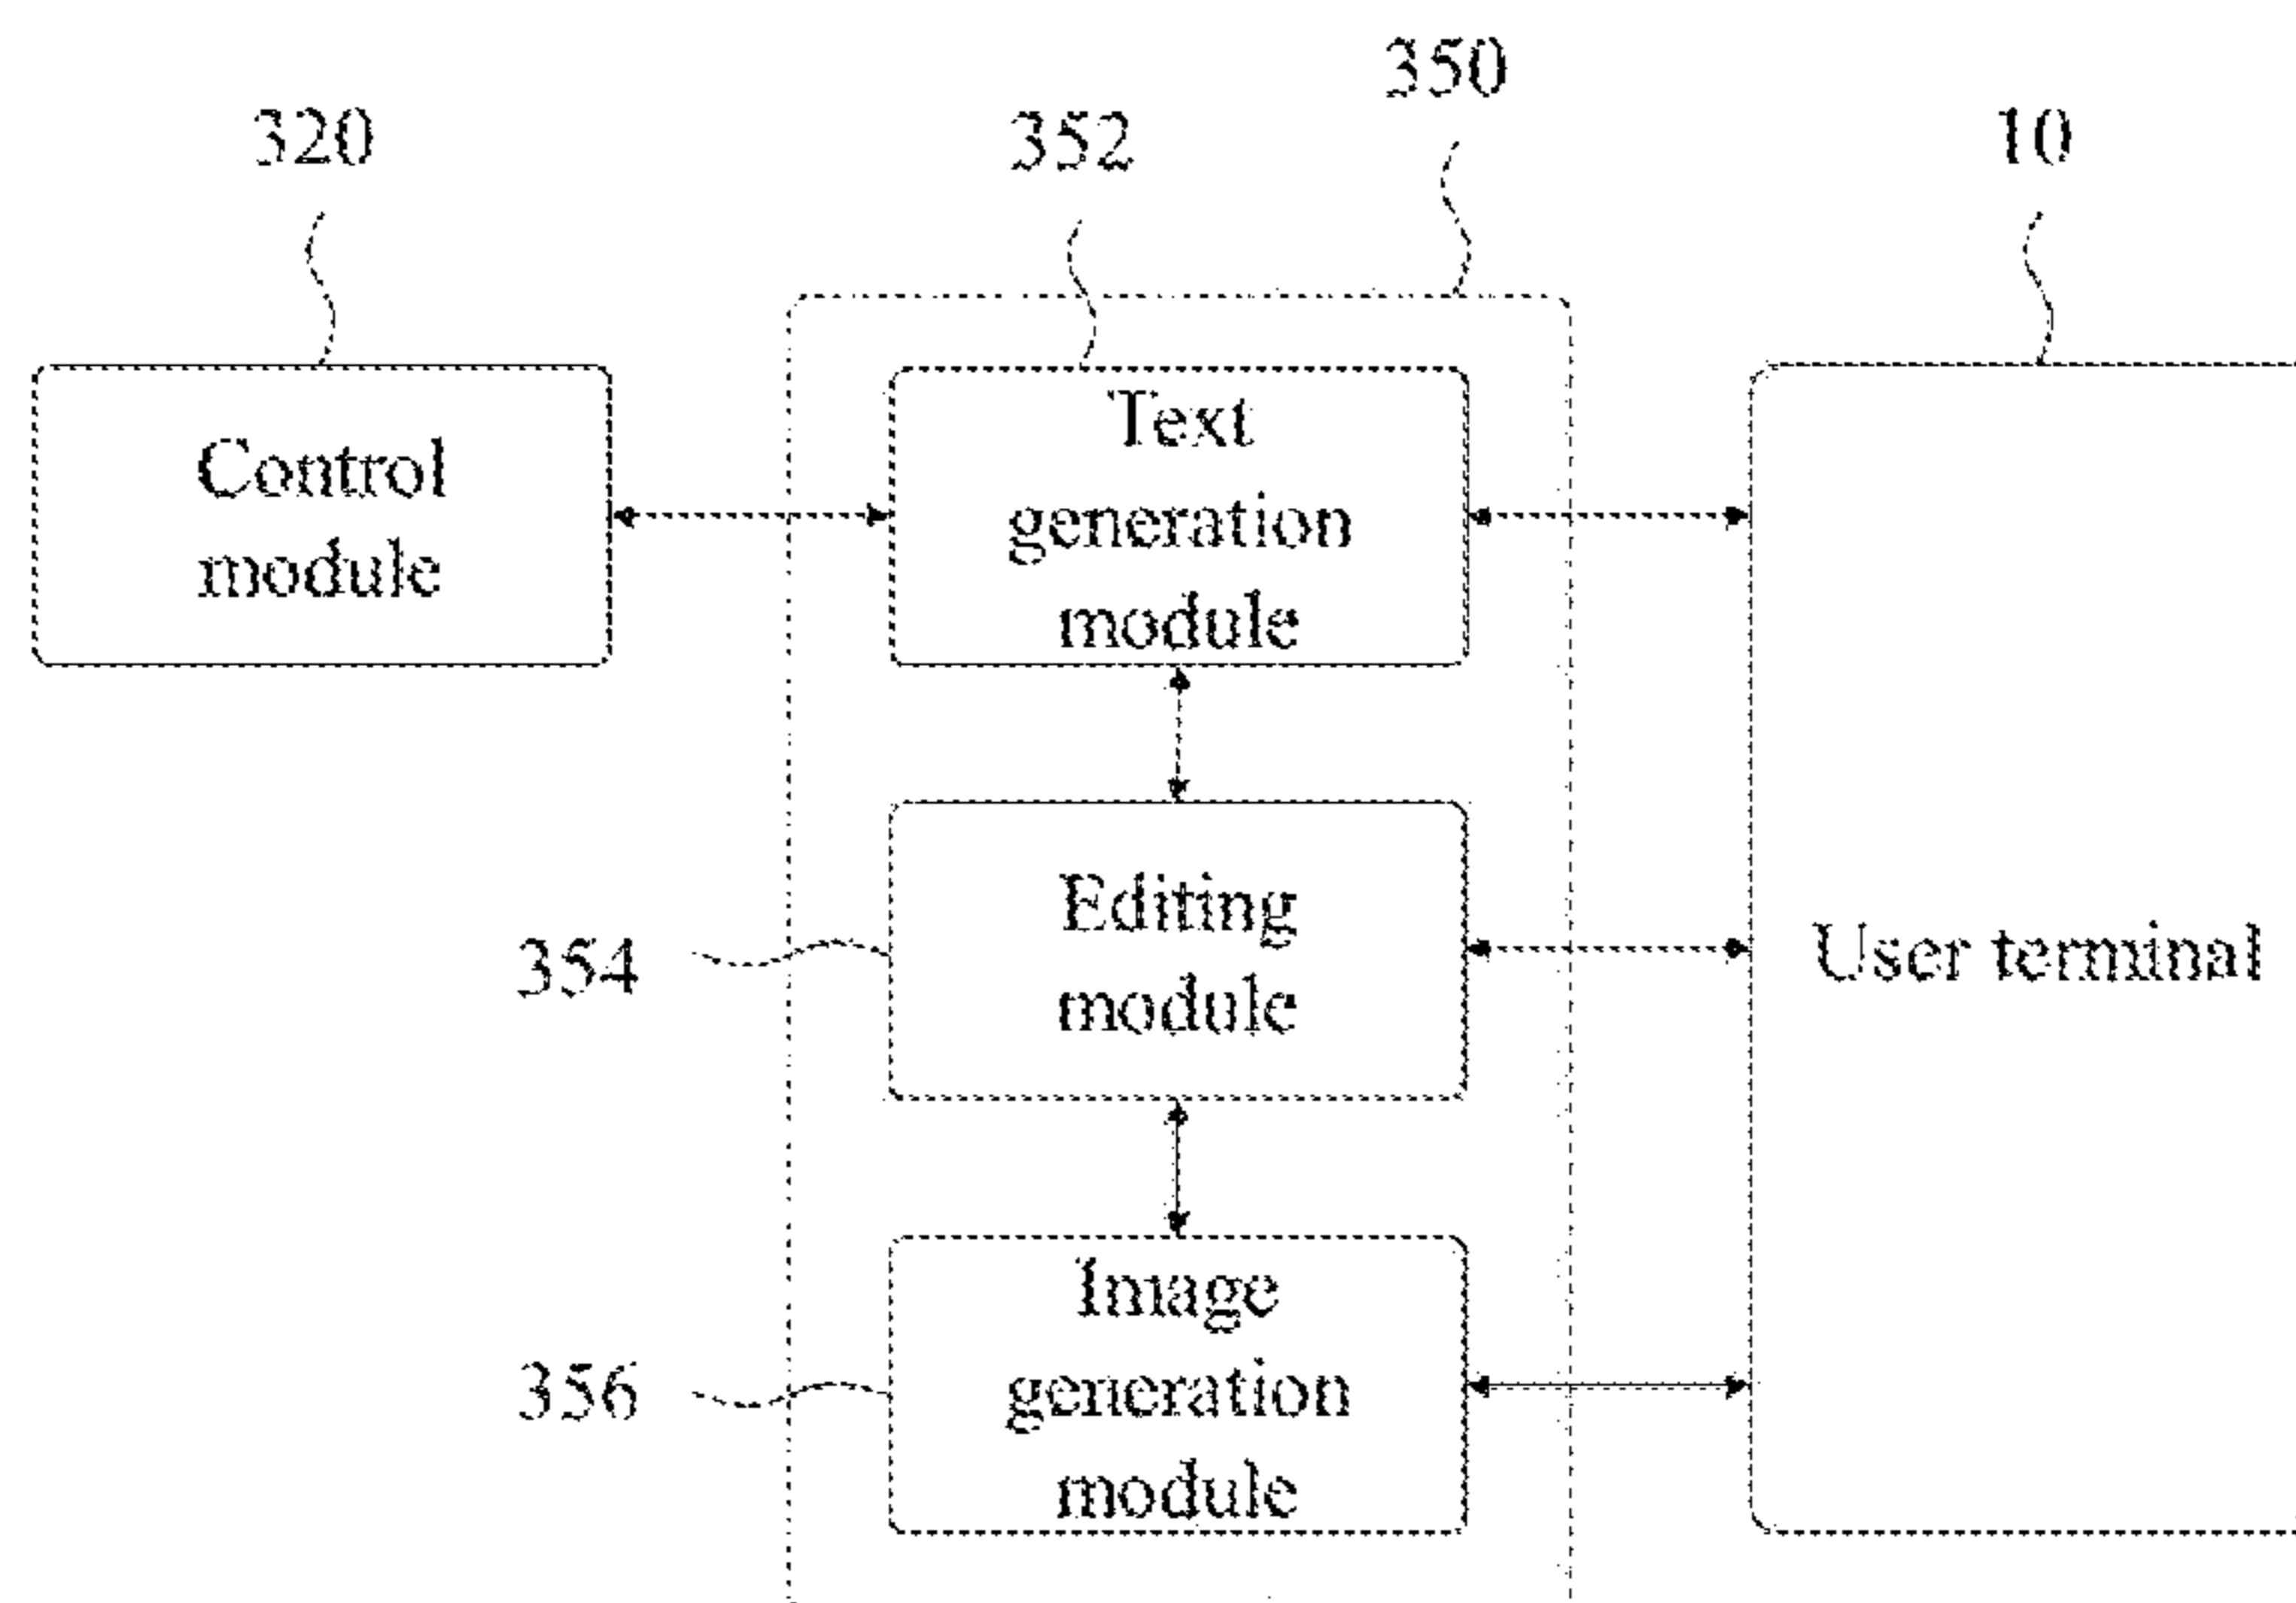 350
320
352
10
Text
Control
generation
module
module
Editing
354
module
User terminal
Image
356
generation
module